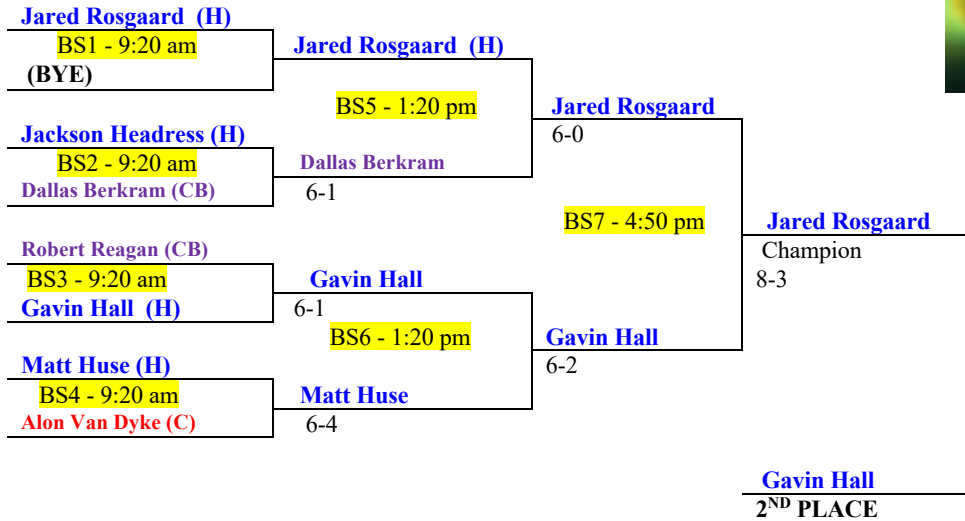 Jared Rosgaard (H)
BS1 - 9:20 am
(BYE)
Jared Rosgaard (H)
BS5 - 1:20 pm
Jackson Headress (H)
BS2 - 9:20 am
Dallas Berkram (CB)
Dallas Berkram
6-1
Jared Rosgaard
6-0
BS7 - 4:50 pm
Robert Reagan (CB)
BS3 - 9:20 am
Gavin Hall (H)
Gavin Hall
6-1
BS6 - 1:20 pm
Matt Huse (H)
BS4 - 9:20 am
Alon Van Dyke (C)
Matt Huse
6-4
Gavin Hall
6-2
Jared Rosgaard
Champion
8-3
Gavin Hall
2ND PLACE